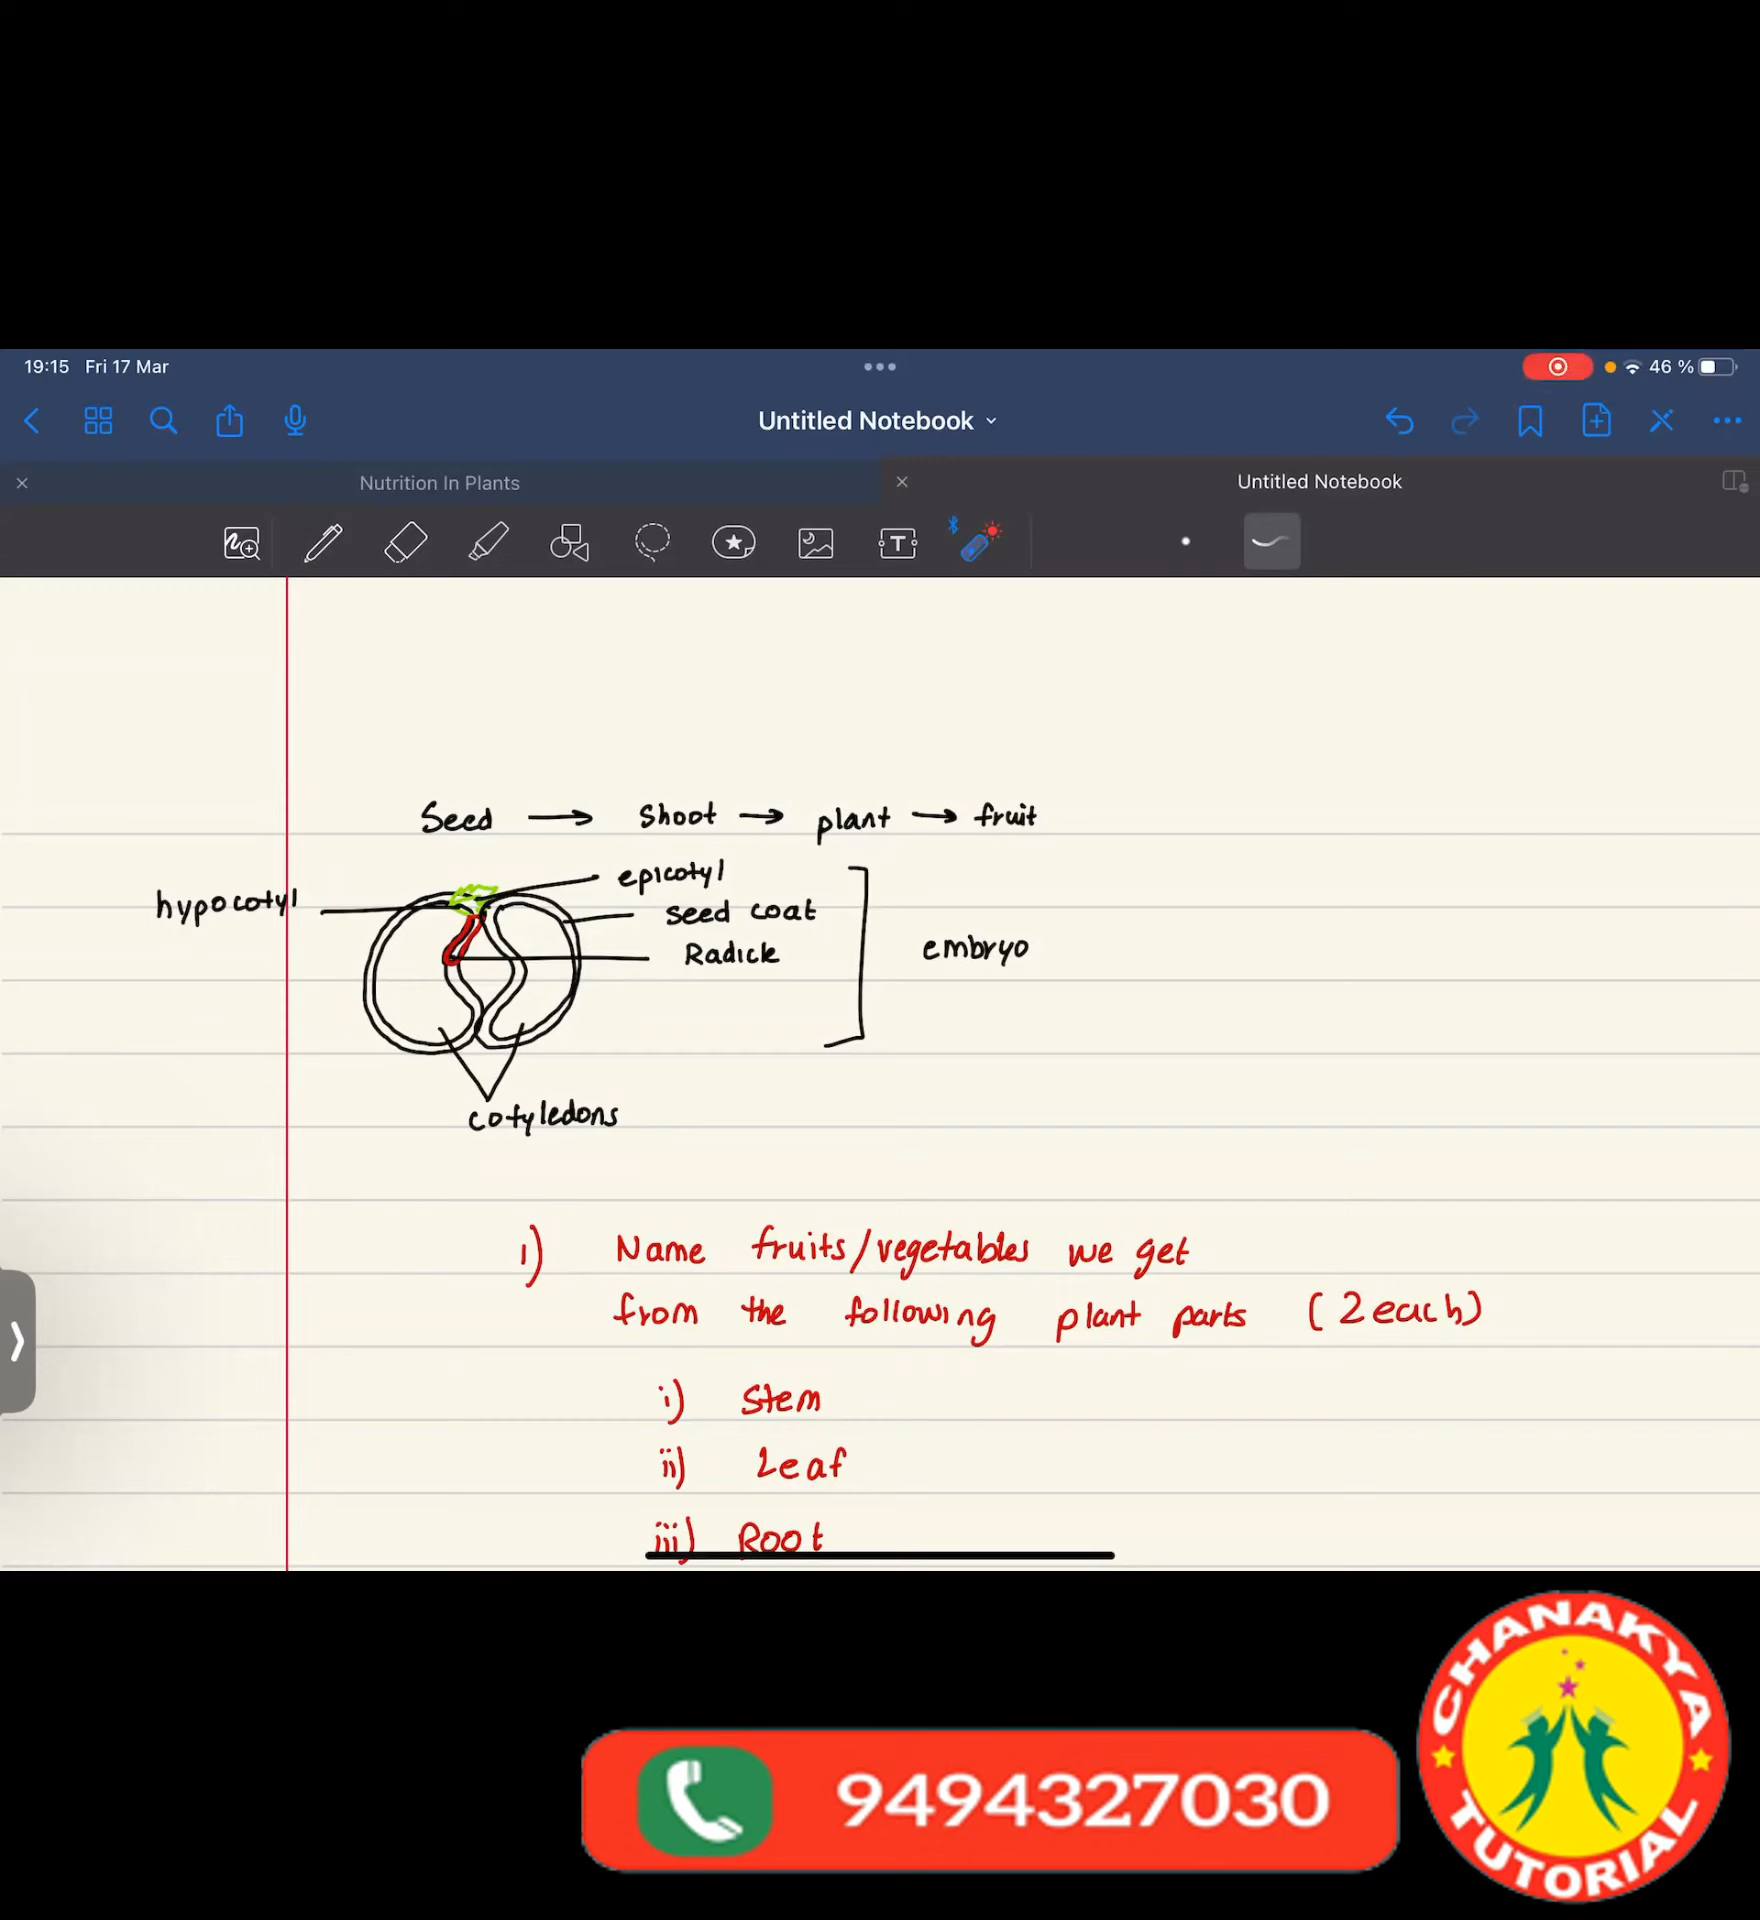 19:15 Fri 17 Mar
46 %
Untitled Notebook
Nutrition In Plants
Untitled Notebook
T
Seed → Shoot → plant → fruit
epicotyl
hypocotyl
seed coat
Radicle
embryo
cotyledons
1) Name fruits/vegetables we get
from the following plant parts (2 each)
i) Stem
ii) Leaf
iii) Root
CHANAKYA
TUTORIAL
9494327030